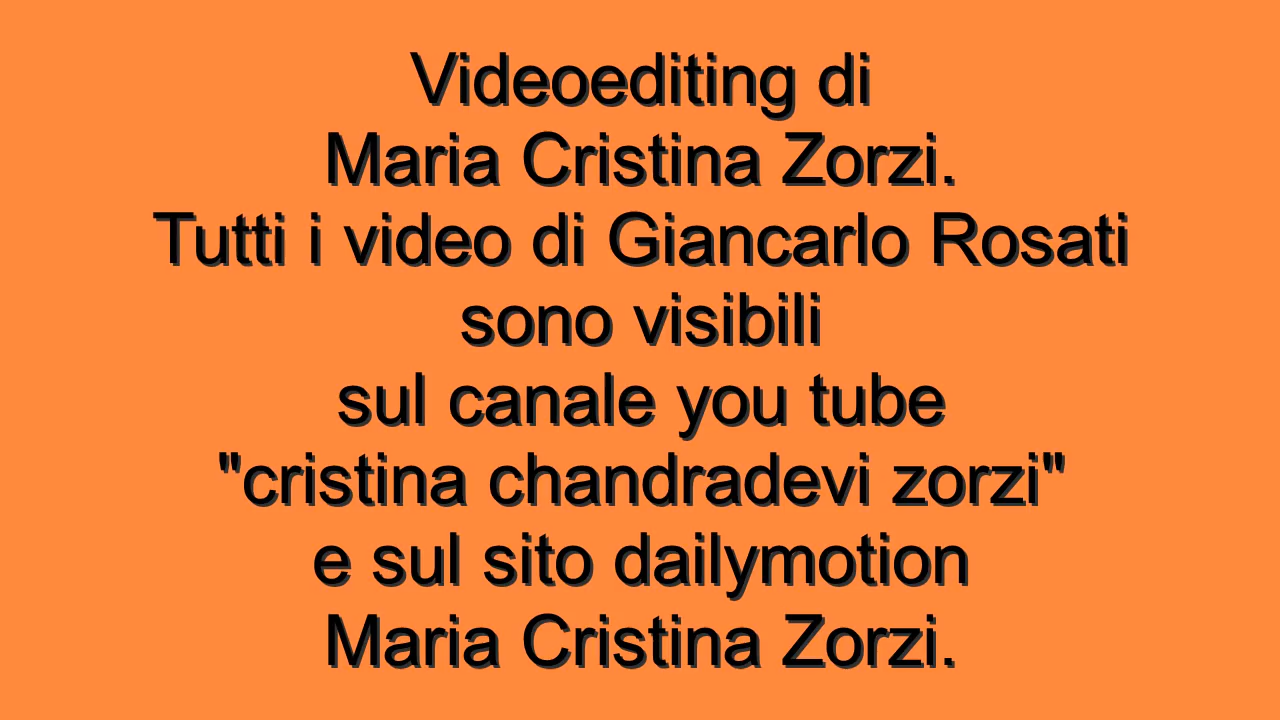 Videoediting di
Maria Cristina Zorzi.
Tutti i video di Giancarlo Rosati
sono visibili
sul canale you tube
"cristina chandradevi zorzi"
e sul sito dailymotion
Maria Cristina Zorzi.